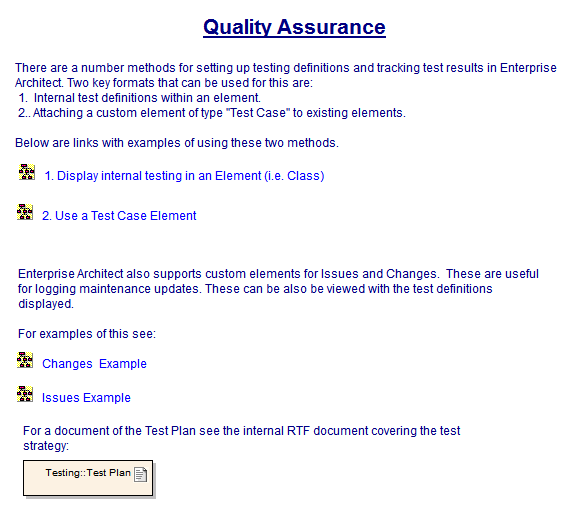 Quality Assurance
There are a number methods for setting up testing definitions and tracking test results in Enterprise
Architect. Two key formats that can be used for this are:
1. Internal test definitions within an element.
2.. Attaching a custom element of type "Test Case" to existing elements.
Below are links with examples of using these two methods.
1. Display internal testing in an Element (i.e. Class)
2. Use a Test Case Element
Enterprise Architect also supports custom elements for Issues and Changes. These are useful
for logging maintenance updates. These can be also be viewed with the test definitions
displayed.
For examples of this see:
Changes Example
Issues Example
For a document of the Test Plan see the internal RTF document covering the test
strategy:
Testing::Test Plan